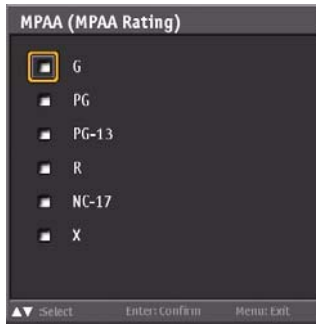 MPAA (MPAA Rating)
G
PG
PG-13
R
NC-17
X
▲▼ :Select Enter: Confirm Menu: Exit